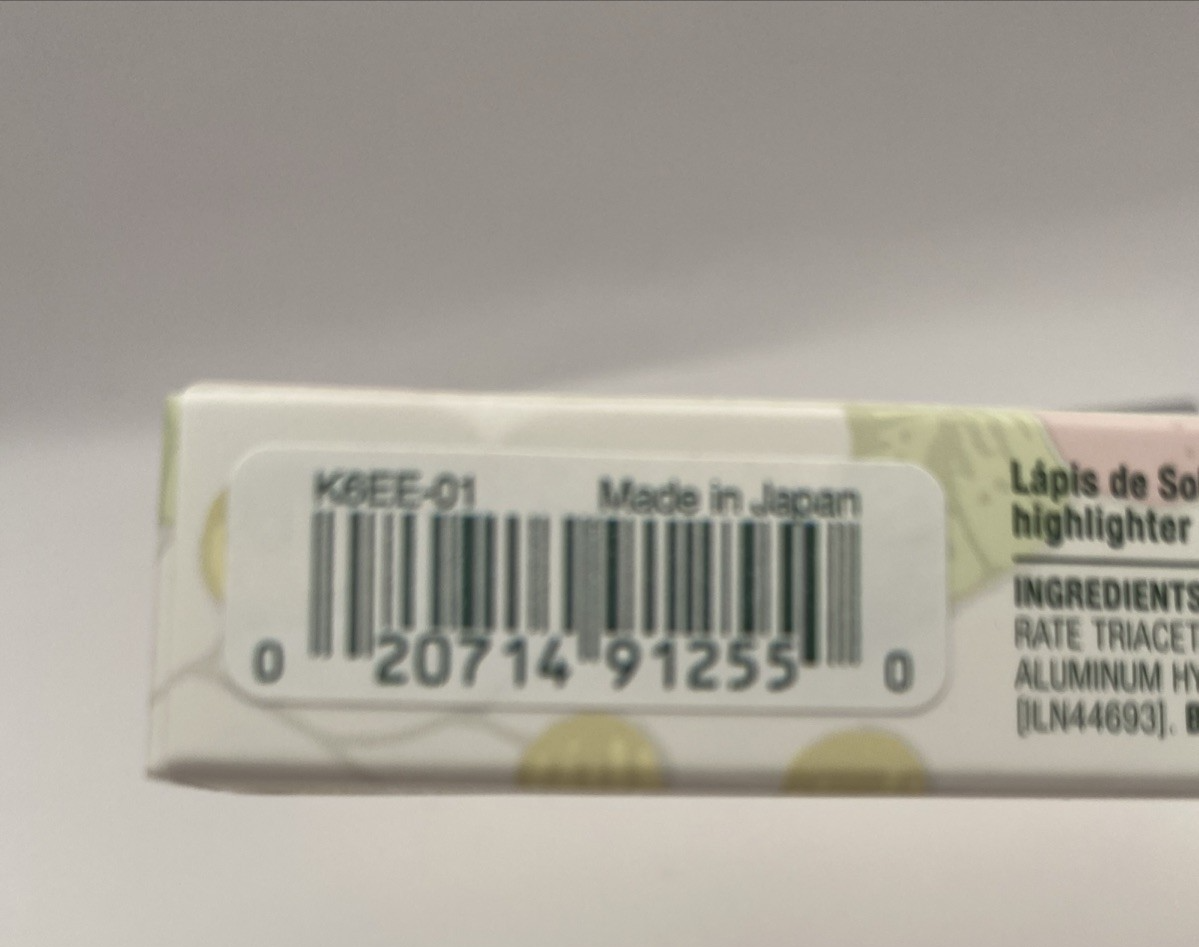 K6EE-01 Made in Japan
0 20714 91255 0
Lápis de So
highlighter
INGREDIENTS
RATE TRIACET
ALUMINUM HY
[ILN44693].